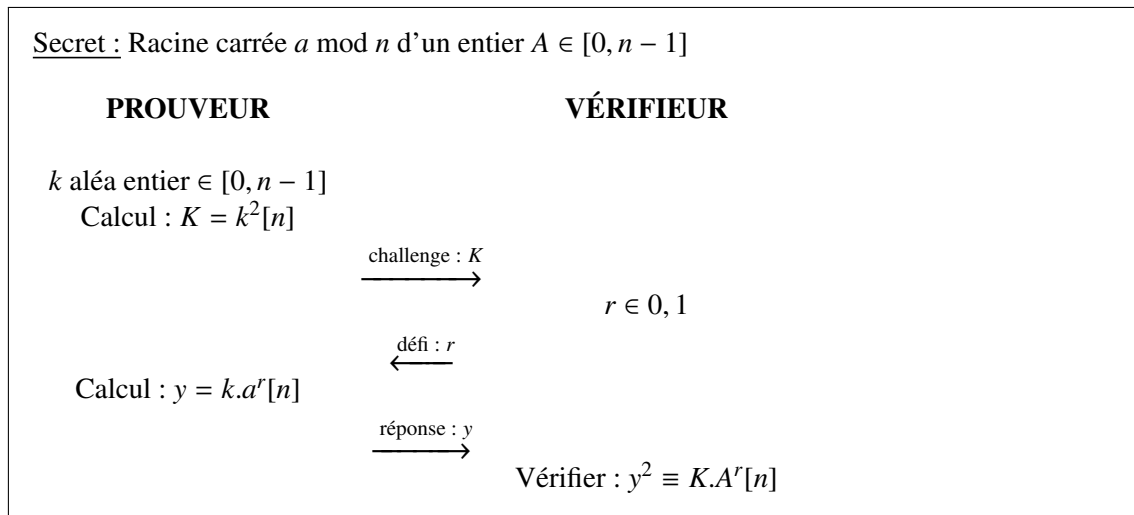 Secret : Racine carrée a mod n d'un entier A ∈ [0, n − 1]
PROUVEUR VÉRIFIEUR
k aléa entier ∈ [0, n − 1]
Calcul : K = k²[n]
challenge : K
r ∈ 0, 1
défi : r
Calcul : y = k.aʳ[n]
réponse : y
Vérifier : y² ≡ K.Aʳ[n]